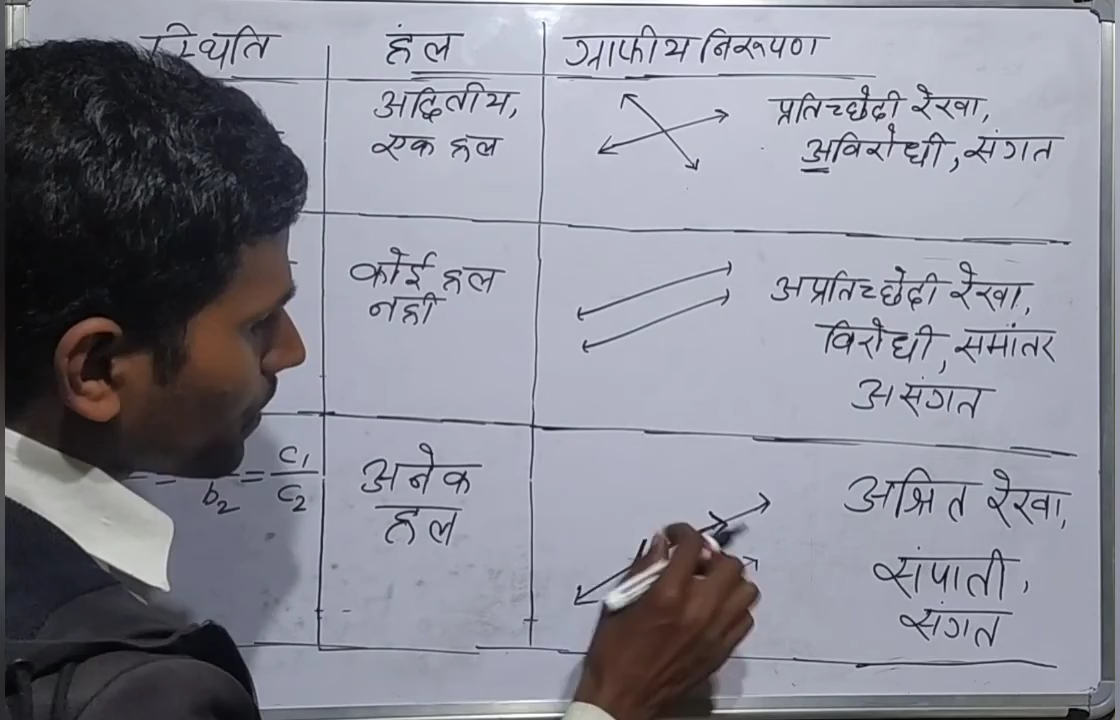 स्थिति हल ग्राफीय निरूपण
अद्वितीय,
एक हल
प्रतिच्छेदी रेखा,
अविरोधी, संगत
कोई हल
नही
अप्रतिच्छेदी रेखा,
विरोधी, समांतर
असंगत
= b₂ = c₁/c₂
अनेक
हल
अश्रित रेखा,
संपाती,
संगत